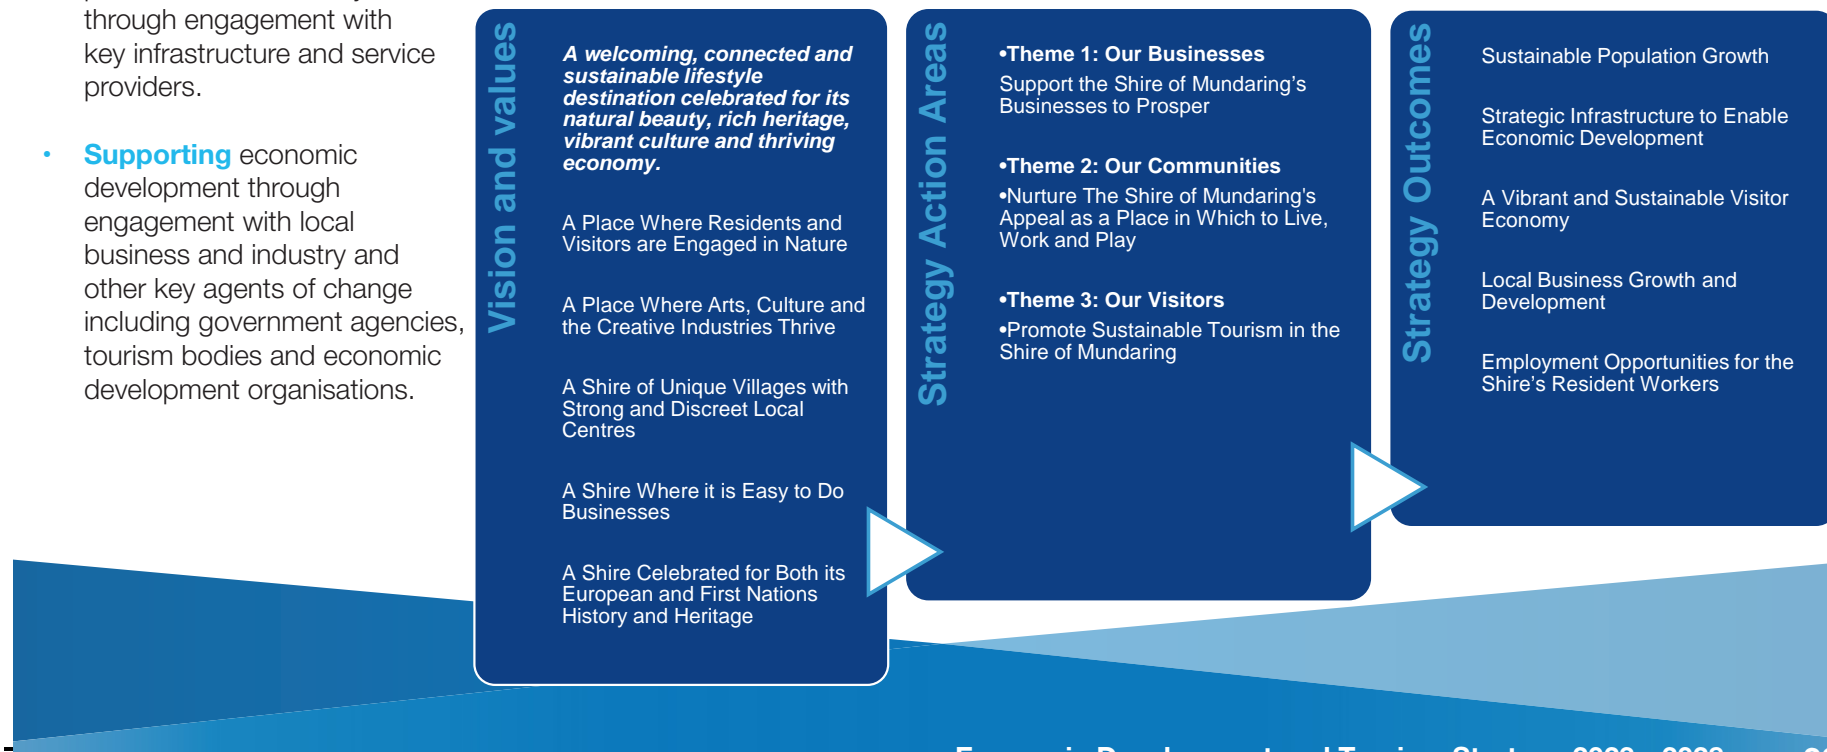 through engagement with
key infrastructure and service
providers.
• Supporting economic
development through
engagement with local
business and industry and
other key agents of change
including government agencies,
tourism bodies and economic
development organisations.
Vision and values
A welcoming, connected and
sustainable lifestyle
destination celebrated for its
natural beauty, rich heritage,
vibrant culture and thriving
economy.
A Place Where Residents and
Visitors are Engaged in Nature
A Place Where Arts, Culture and
the Creative Industries Thrive
A Shire of Unique Villages with
Strong and Discreet Local
Centres
A Shire Where it is Easy to Do
Businesses
A Shire Celebrated for Both its
European and First Nations
History and Heritage
Strategy Action Areas
•Theme 1: Our Businesses
Support the Shire of Mundaring’s
Businesses to Prosper
•Theme 2: Our Communities
•Nurture The Shire of Mundaring's
Appeal as a Place in Which to Live,
Work and Play
•Theme 3: Our Visitors
•Promote Sustainable Tourism in the
Shire of Mundaring
Strategy Outcomes
Sustainable Population Growth
Strategic Infrastructure to Enable
Economic Development
A Vibrant and Sustainable Visitor
Economy
Local Business Growth and
Development
Employment Opportunities for the
Shire’s Resident Workers